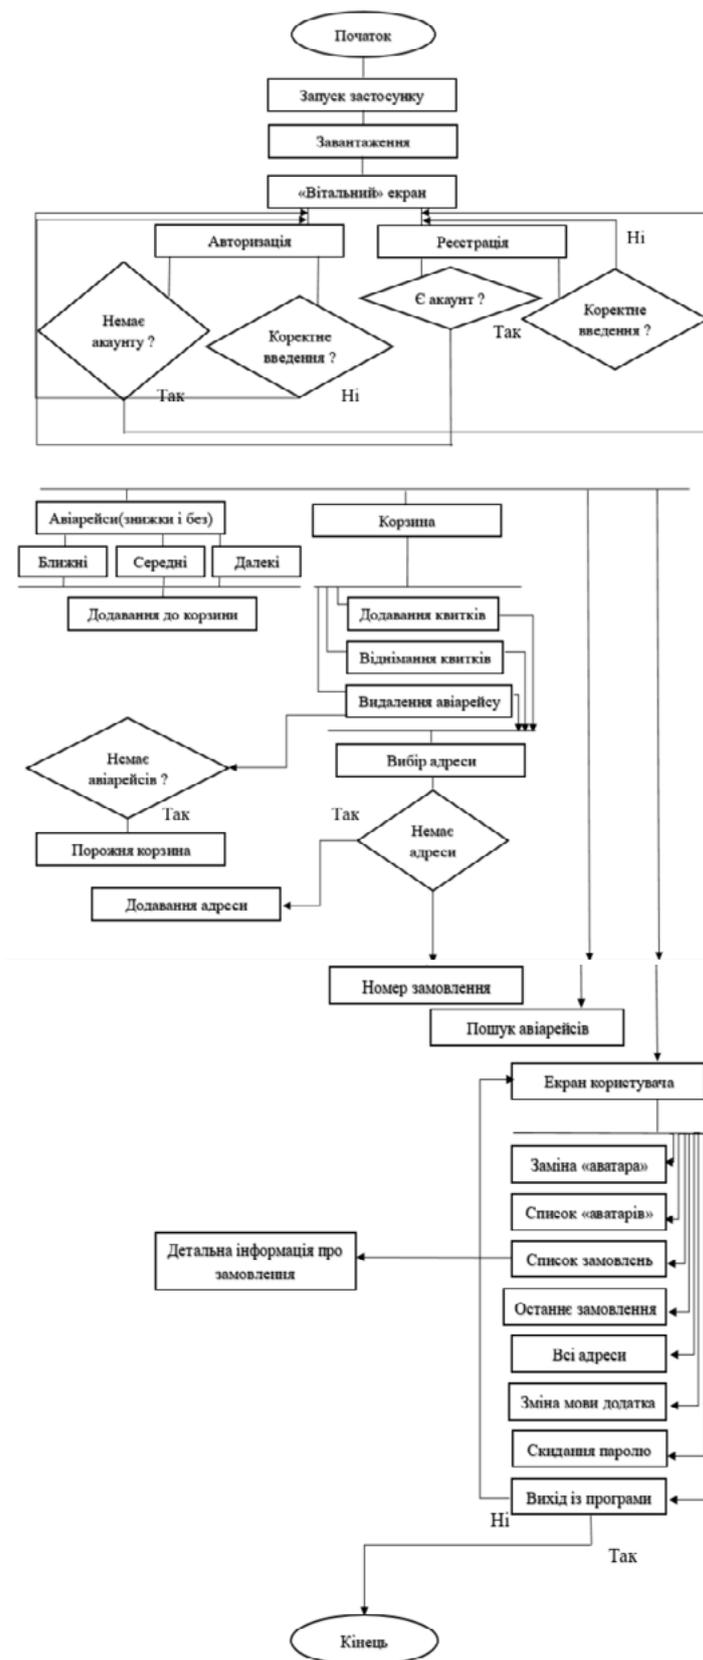 Початок
Запуск застосунку
Завантаження
«Вітальний» екран
Авторизація
Реєстрація
Ні
Немає
акаунту ?
Коректне
введення ?
Є акаунт ?
Так
Коректне
введення ?
Так
Ні
Авіарейси(знижки і без)
Корзина
Ближні
Середні
Далекі
Додавання до корзини
Додавання квитків
Віднімання квитків
Видалення авіарейсу
Немає
авіарейсів ?
Вибір адреси
Так
Так
Немає
адреси
Порожня корзина
Додавання адреси
Номер замовлення
Пошук авіарейсів
Екран користувача
Заміна «аватара»
Список «аватарів»
Детальна інформація про
замовлення
Список замовлень
Останнє замовлення
Всі адреси
Зміна мови додатка
Скидання паролю
Вихід із програми
Ні
Так
Кінець